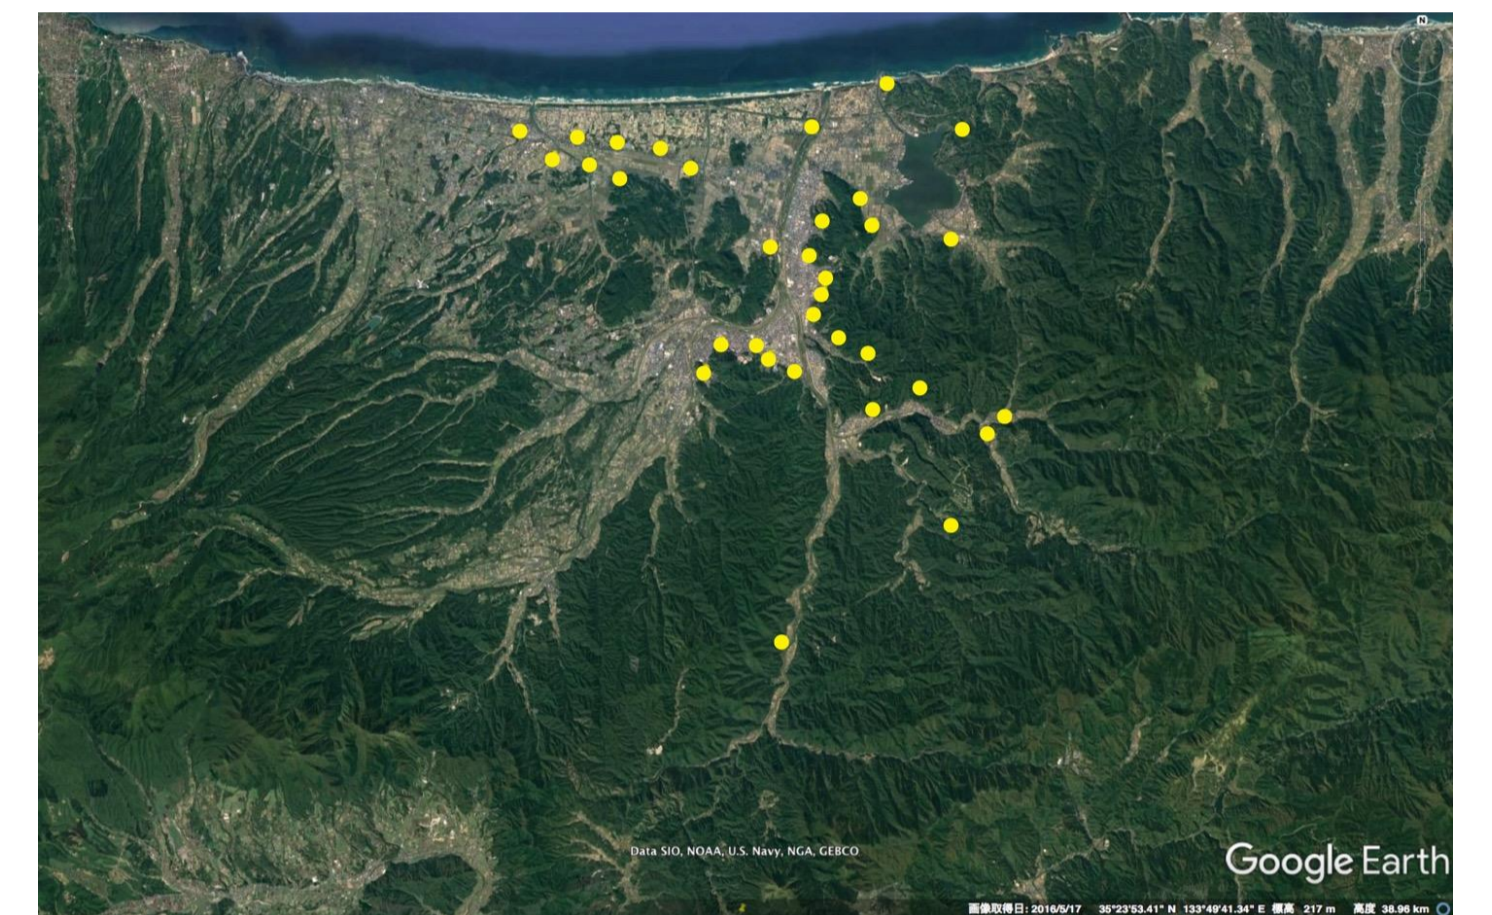 N
Data SIO, NOAA, U.S. Navy, NGA, GEBCO
Google Earth
画像取得日: 2016/5/17 35°23'53.41" N 133°49'41.34" E 標高 217 m 高度 38.96 km